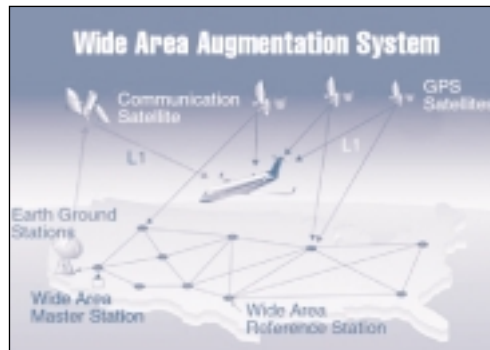 Wide Area Augmentation System
Communication
Satellite
GPS
Satellites
L1
L1
Earth Ground
Stations
Wide Area
Master Station
Wide Area
Reference Station